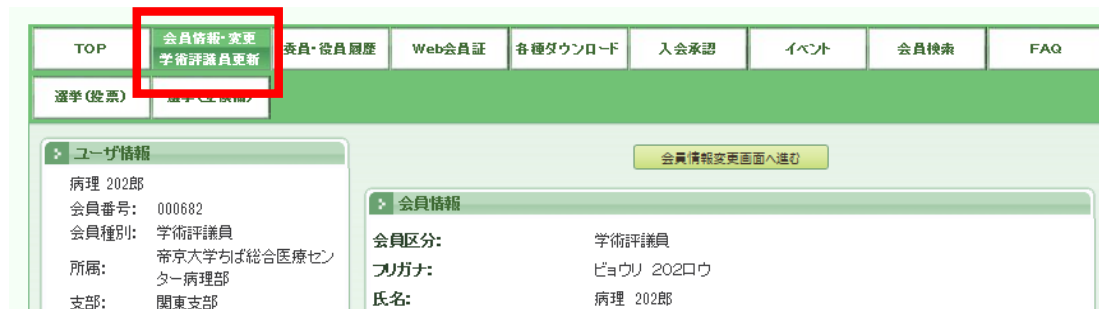 TOP
会員情報・変更
学術評議員更新
委員・役員履歴
Web会員証
各種ダウンロード
入会承認
イベント
会員検索
FAQ
選挙(投票)
ユーザ情報
病理 202郎
会員番号: 000682
会員種別: 学術評議員
所属: 帝京大学ちば総合医療セン
ター病理部
支部: 関東支部
会員情報変更画面へ進む
会員情報
会員区分: 学術評議員
フリガナ: ビョウリ 202ロウ
氏名: 病理 202郎